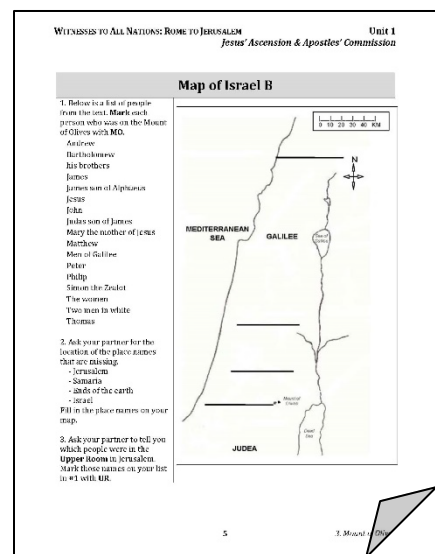 WITNESSES TO ALL NATIONS: ROME TO JERUSALEM Unit 1
Jesus' Ascension & Apostles' Commission
Map of Israel B
1. Below is a list of people
from the text. Mark each
person who was on the Mount
of Olives with MO.
Andrew
Bartholomew
his brothers
James
James son of Alphaeus
Jesus
John
Judas son of James
Mary the mother of Jesus
Matthew
Men of Galilee
Peter
Philip
Simon the Zealot
The women
Two men in white
Thomas
2. Ask your partner for the
location of the place names
that are missing.
- Jerusalem
- Samaria
- Ends of the earth
- Israel
Fill in the place names on your
map.
3. Ask your partner to tell you
which people were in the
Upper Room in Jerusalem.
Mark those names on your list
in #1 with UR.
0 10 20 30 40 KM
N
MEDITERRANEAN
SEA
GALILEE
Sea of
Galilee
Mount of
Olives
Dead
Sea
JUDEA
5 3. Mount of Olives